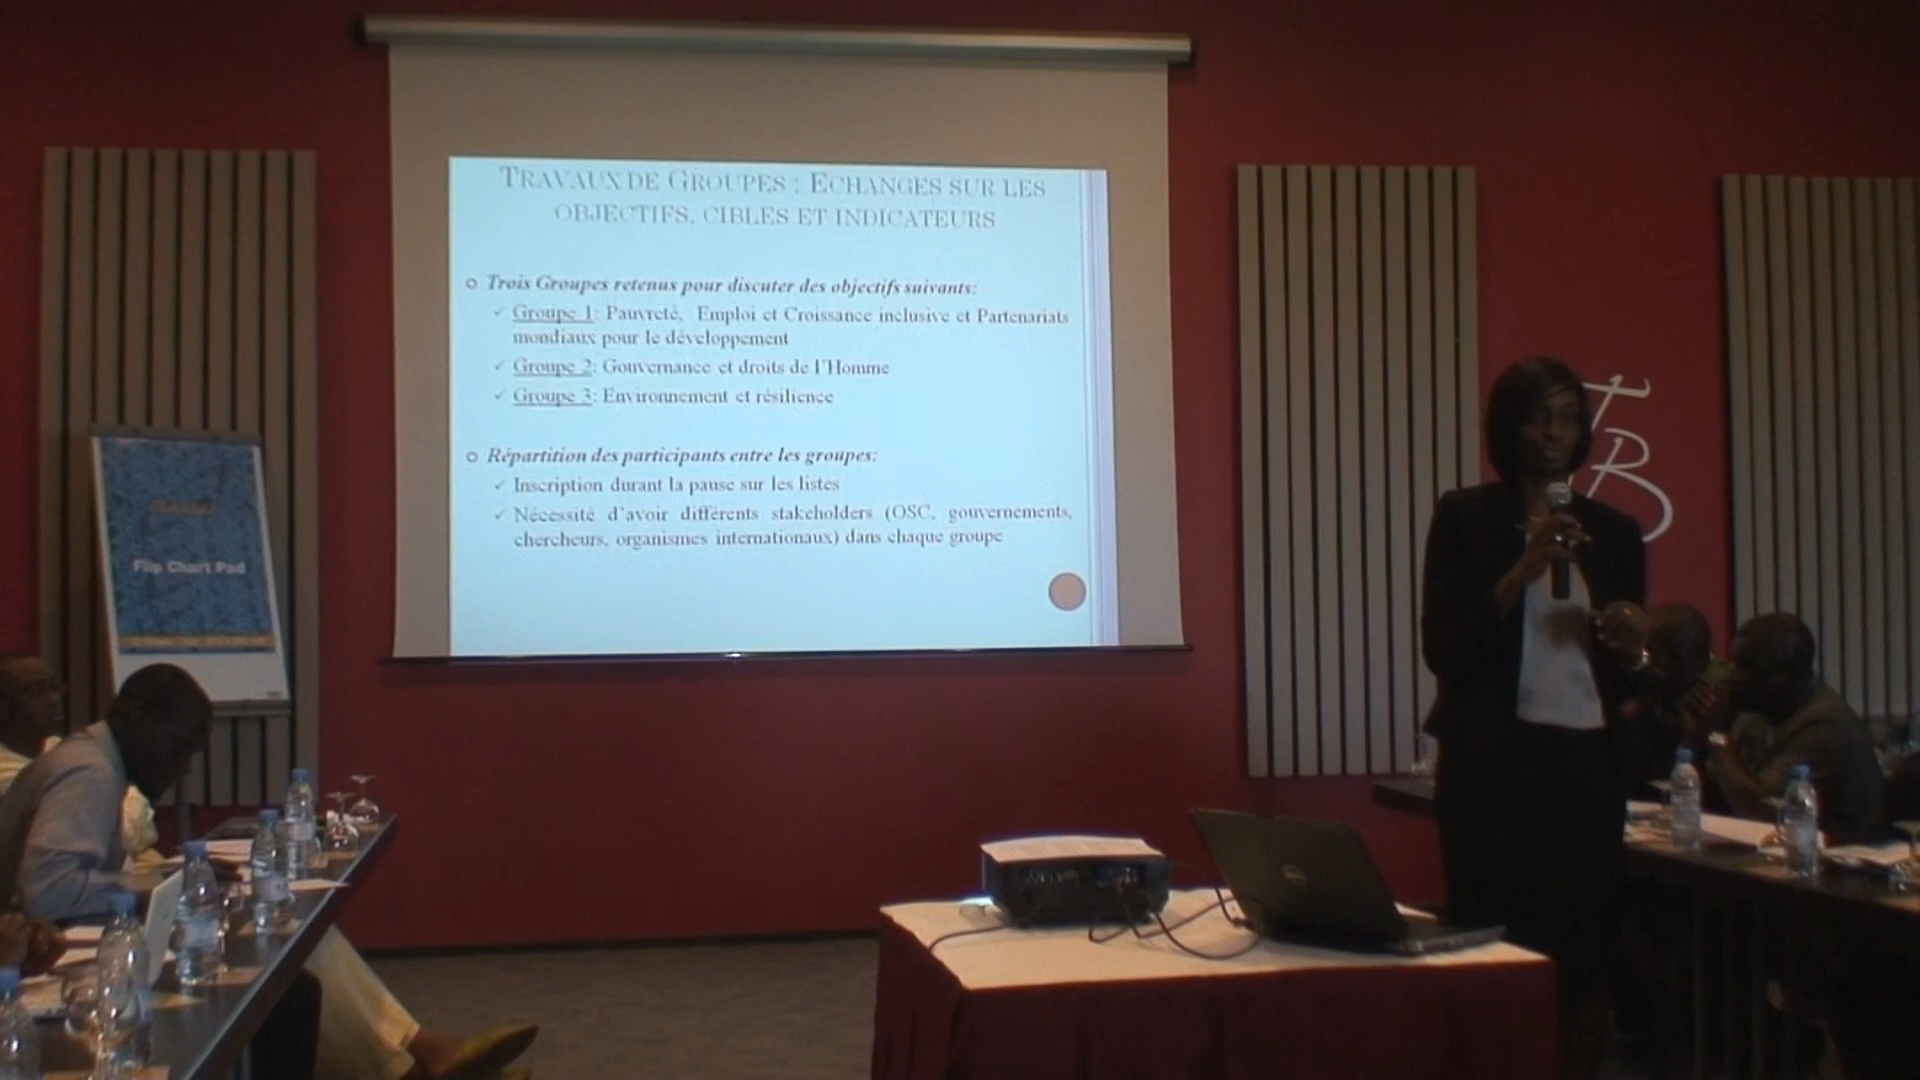 TRAVAUX DE GROUPES : ECHANGES SUR LES
OBJECTIFS, CIBLES ET INDICATEURS
Trois Groupes retenus pour discuter des objectifs suivants:
Groupe 1: Pauvreté, Emploi et Croissance inclusive et Partenariats
mondiaux pour le développement
Groupe 2: Gouvernance et droits de l'Homme
Groupe 3: Environnement et résilience
Répartition des participants entre les groupes:
Inscription durant la pause sur les listes
Nécessité d'avoir différents stakeholders (OSC, gouvernements,
chercheurs, organismes internationaux) dans chaque groupe
Flip Chart Pad
TB